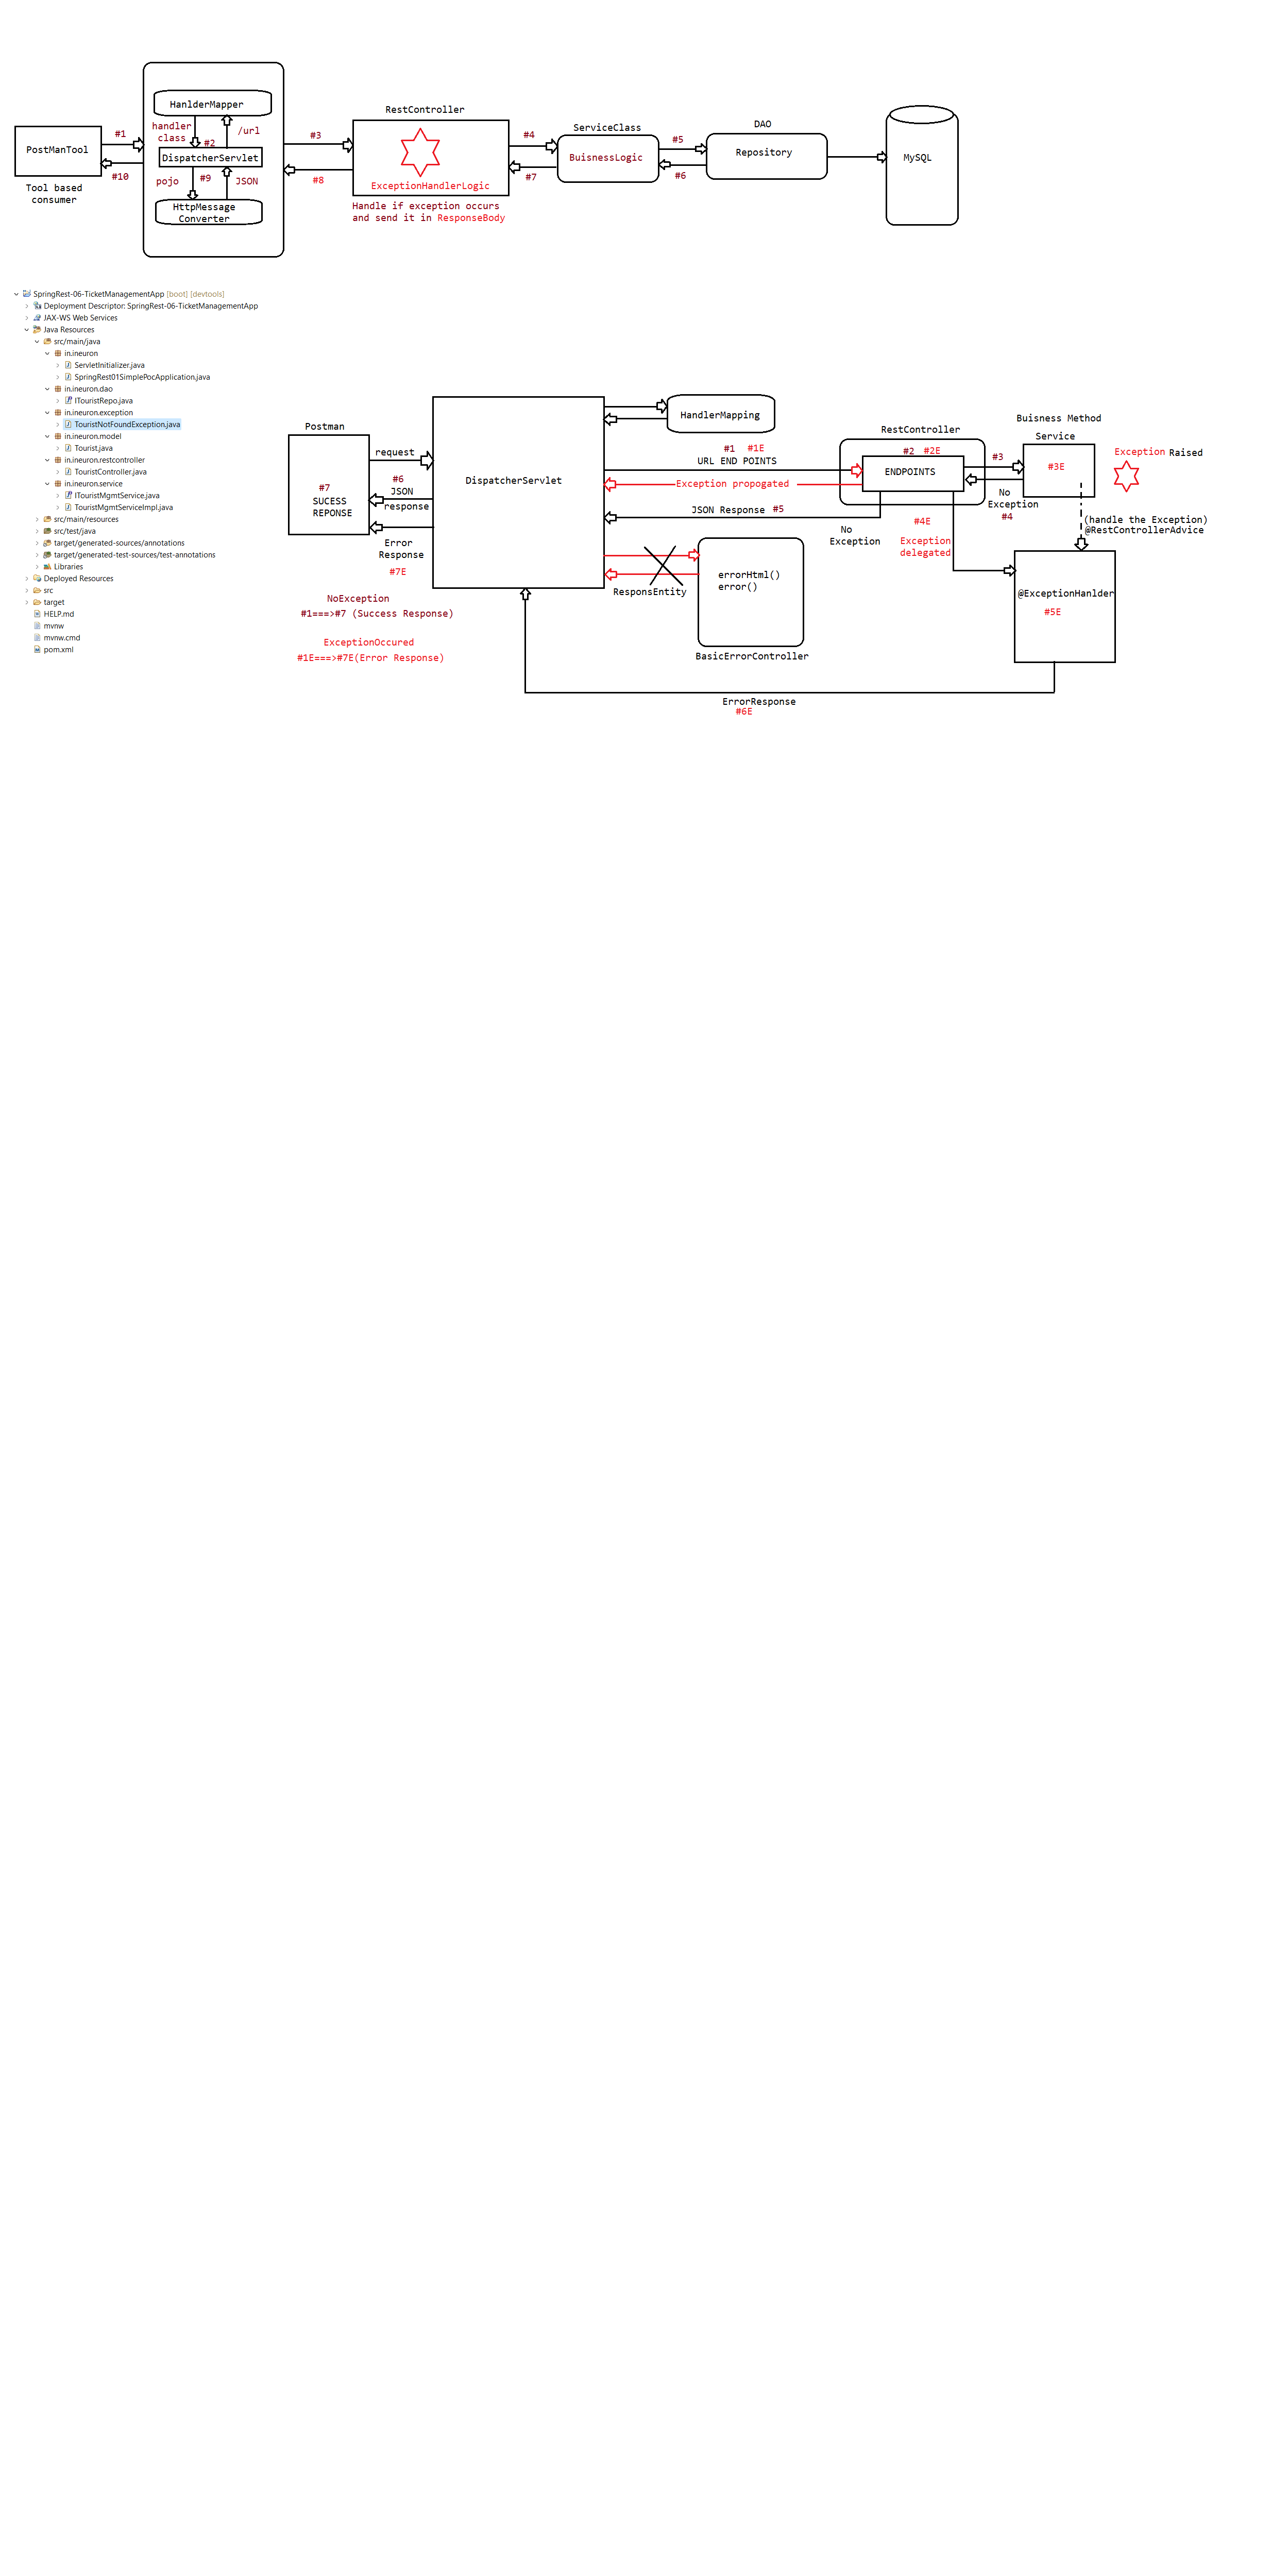 HanlderMapper
handler
class
/url
#2
DispatcherServlet
pojo
#9
JSON
HttpMessage
Converter
PostManTool
#1
#10
Tool based
consumer
#3
#8
RestController
ExceptionHandlerLogic
Handle if exception occurs
and send it in ResponseBody
#4
#7
ServiceClass
BuisnessLogic
#5
#6
DAO
Repository
MySQL
SpringRest-06-TicketManagementApp [boot] [devtools]
Deployment Descriptor: SpringRest-06-TicketManagementApp
JAX-WS Web Services
Java Resources
src/main/java
in.ineuron
ServletInitializer.java
SpringRest01SimplePocApplication.java
in.ineuron.dao
ITouristRepo.java
in.ineuron.exception
TouristNotFoundException.java
in.ineuron.model
Tourist.java
in.ineuron.restcontroller
TouristController.java
in.ineuron.service
ITouristMgmtService.java
TouristMgmtServiceImpl.java
src/main/resources
src/test/java
target/generated-sources/annotations
target/generated-test-sources/test-annotations
Libraries
Deployed Resources
src
target
HELP.md
mvnw
mvnw.cmd
pom.xml
Postman
#7
SUCESS
REPONSE
request
#6
JSON
response
Error
Response
#7E
NoException
#1===>#7 (Success Response)
ExceptionOccured
#1E===>#7E(Error Response)
DispatcherServlet
HandlerMapping
#1 #1E
URL END POINTS
Exception propogated
JSON Response #5
RestController
#2 #2E
ENDPOINTS
No
Exception
#4E
Exception
delegated
#3
No
Exception
#4
Buisness Method
Service
#3E
Exception Raised
(handle the Exception)
@RestControllerAdvice
@ExceptionHanlder
#5E
ResponsEntity
errorHtml()
error()
BasicErrorController
ErrorResponse
#6E